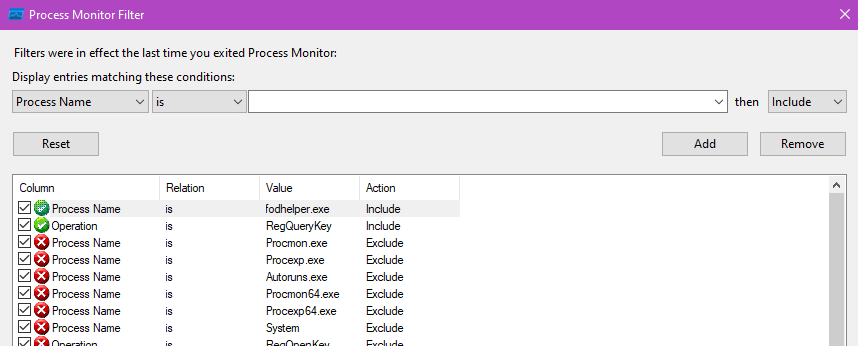 Process Monitor Filter
Filters were in effect the last time you exited Process Monitor:
Display entries matching these conditions:
Process Name is then Include
Reset Add Remove
Column Relation Value Action
Process Name is fodhelper.exe Include
Operation is RegQueryKey Include
Process Name is Procmon.exe Exclude
Process Name is Procexp.exe Exclude
Process Name is Autoruns.exe Exclude
Process Name is Procmon64.exe Exclude
Process Name is Procexp64.exe Exclude
Process Name is System Exclude
Operation is RegOpenKey Exclude